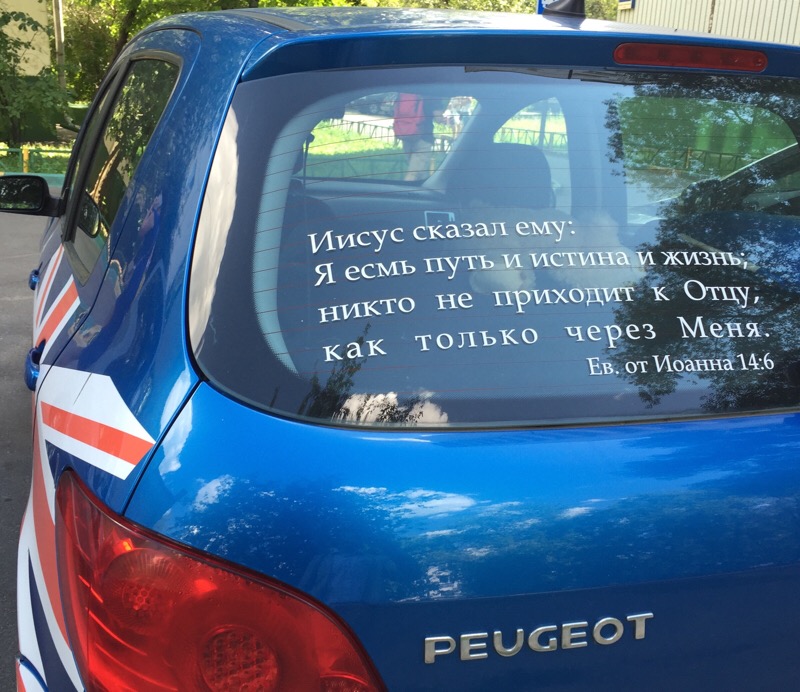 Иисус сказал ему:
Я есмь путь и истина и жизнь;
никто не приходит к Отцу,
как только через Меня.
Ев. от Иоанна 14:6
PEUGEOT